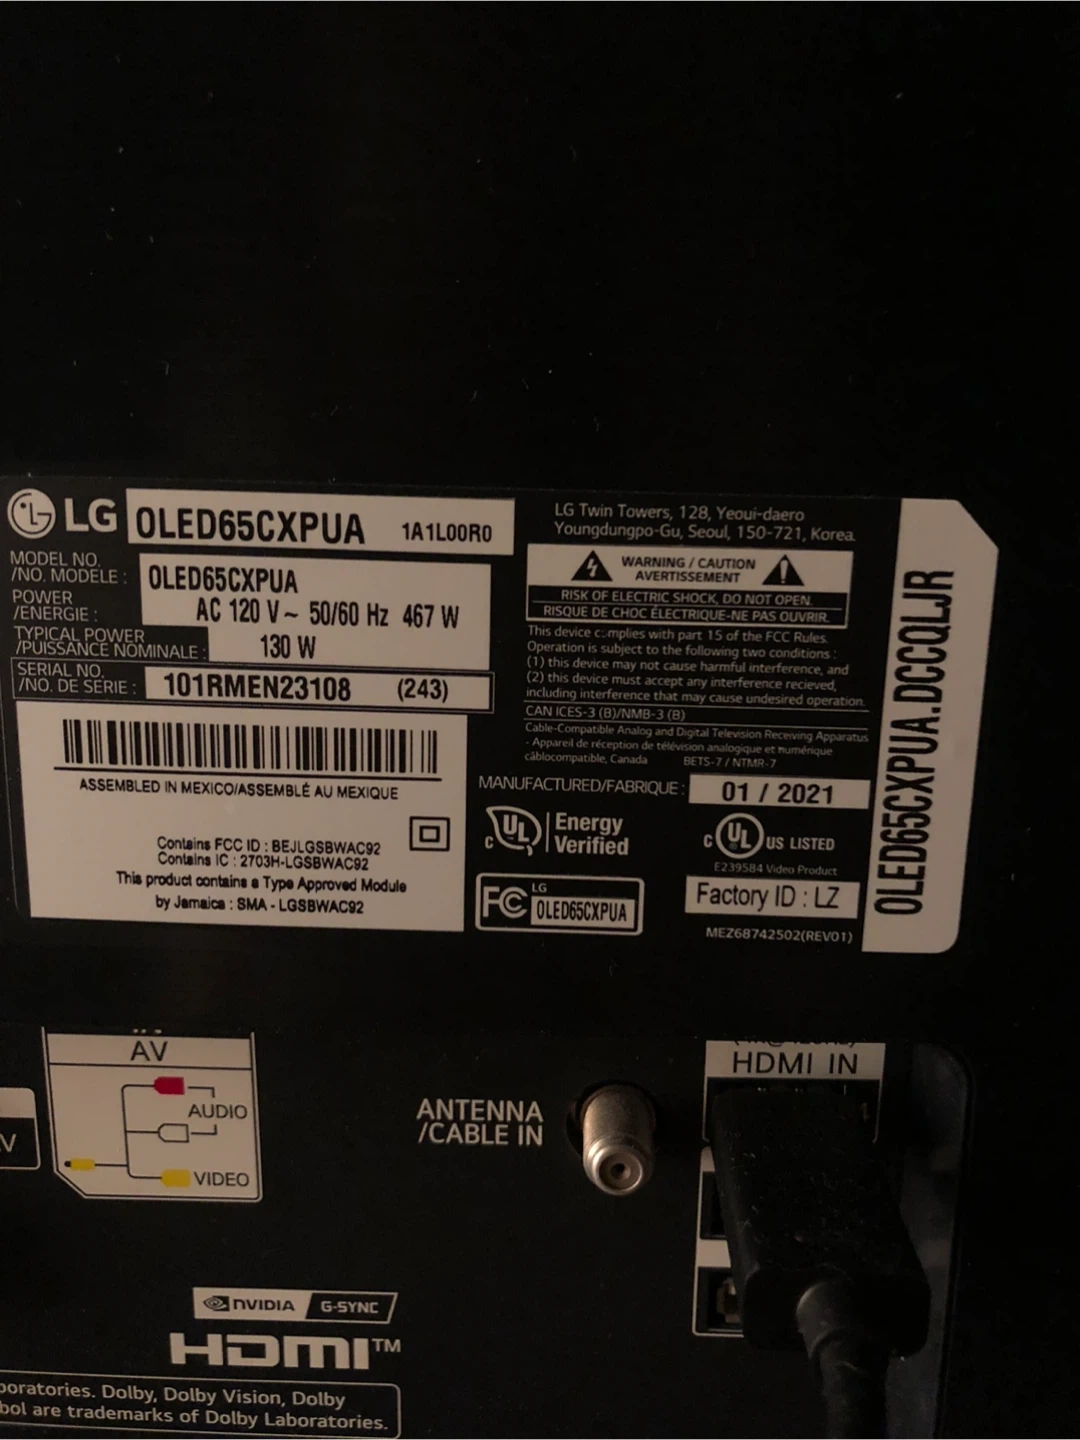 LG OLED65CXPUA 1A1L00R0
MODEL NO.
/NO. MODÈLE :
OLED65CXPUA
POWER
/ENERGIE :
AC 120 V ~ 50/60 Hz 467 W
TYPICAL POWER
/PUISSANCE NOMINALE :
130 W
SERIAL NO.
/NO. DE SÉRIE :
101RMEN23108 (243)
ASSEMBLED IN MEXICO/ASSEMBLÉ AU MEXIQUE
Contains FCC ID : BEJLGSBWAC92
Contains IC : 2703H-LGSBWAC92
This product contains a Type Approved Module
by Jamaica : SMA - LGSBWAC92
LG Twin Towers, 128, Yeoui-daero
Youngdungpo-Gu, Seoul, 150-721, Korea.
WARNING / CAUTION
AVERTISSEMENT
RISK OF ELECTRIC SHOCK, DO NOT OPEN.
RISQUE DE CHOC ÉLECTRIQUE-NE PAS OUVRIR.
This device complies with part 15 of the FCC Rules.
Operation is subject to the following two conditions :
(1) this device may not cause harmful interference, and
(2) this device must accept any interference recieved,
including interference that may cause undesired operation.
CAN ICES-3 (B)/NMB-3 (B)
Cable-Compatible Analog and Digital Television Receiving Apparatus
- Appareil de réception de télévision analogique et numérique
câblocompatible, Canada BETS-7 / NTMR-7
MANUFACTURED/FABRIQUÉ : 01 / 2021
c UL Energy
Verified
c UL US LISTED
E239584 Video Product
FC LG
OLED65CXPUA
Factory ID : LZ
MEZ68742502(REV01)
OLED65CXPUA.DCCQLJR
AV
AUDIO
VIDEO
V
ANTENNA
/CABLE IN
HDMI IN
NVIDIA G-SYNC
HDMI™
boratories. Dolby, Dolby Vision, Dolby
bol are trademarks of Dolby Laboratories.